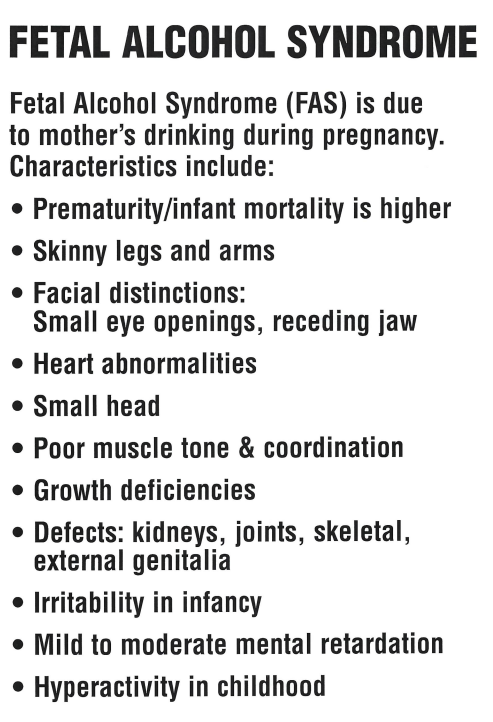 FETAL ALCOHOL SYNDROME
Fetal Alcohol Syndrome (FAS) is due
to mother's drinking during pregnancy.
Characteristics include:
• Prematurity/infant mortality is higher
• Skinny legs and arms
• Facial distinctions:
Small eye openings, receding jaw
• Heart abnormalities
• Small head
• Poor muscle tone & coordination
• Growth deficiencies
• Defects: kidneys, joints, skeletal,
external genitalia
• Irritability in infancy
• Mild to moderate mental retardation
• Hyperactivity in childhood